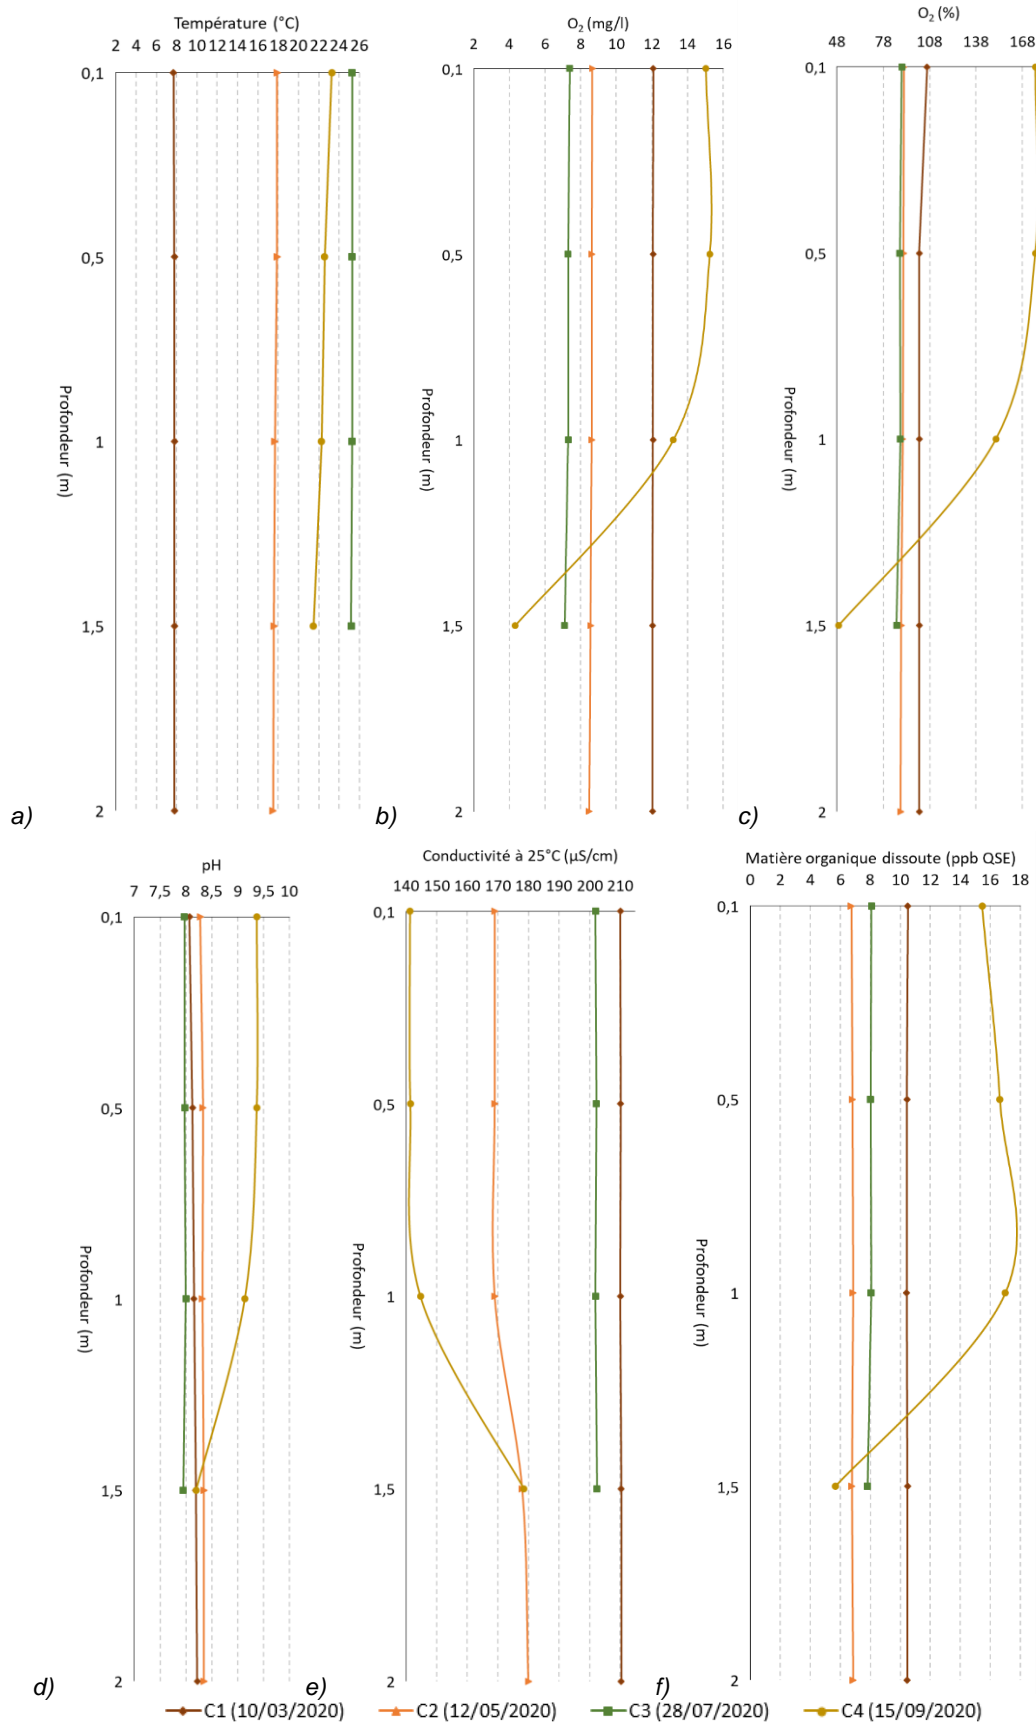 Température (°C)
2 4 6 8 10 12 14 16 18 20 22 24 26
0,1
0,5
1
1,5
2
Profondeur (m)
a)
O2 (mg/l)
2 4 6 8 10 12 14 16
0,1
0,5
1
1,5
2
Profondeur (m)
b)
O2 (%)
48 78 108 138 168
0,1
0,5
1
1,5
2
Profondeur (m)
c)
pH
7 7,5 8 8,5 9 9,5 10
0,1
0,5
1
1,5
2
Profondeur (m)
d)
Conductivité à 25°C (µS/cm)
140 150 160 170 180 190 200 210
0,1
0,5
1
1,5
2
Profondeur (m)
e)
Matière organique dissoute (ppb QSE)
0 2 4 6 8 10 12 14 16 18
0,1
0,5
1
1,5
2
Profondeur (m)
f)
C1 (10/03/2020) C2 (12/05/2020) C3 (28/07/2020) C4 (15/09/2020)